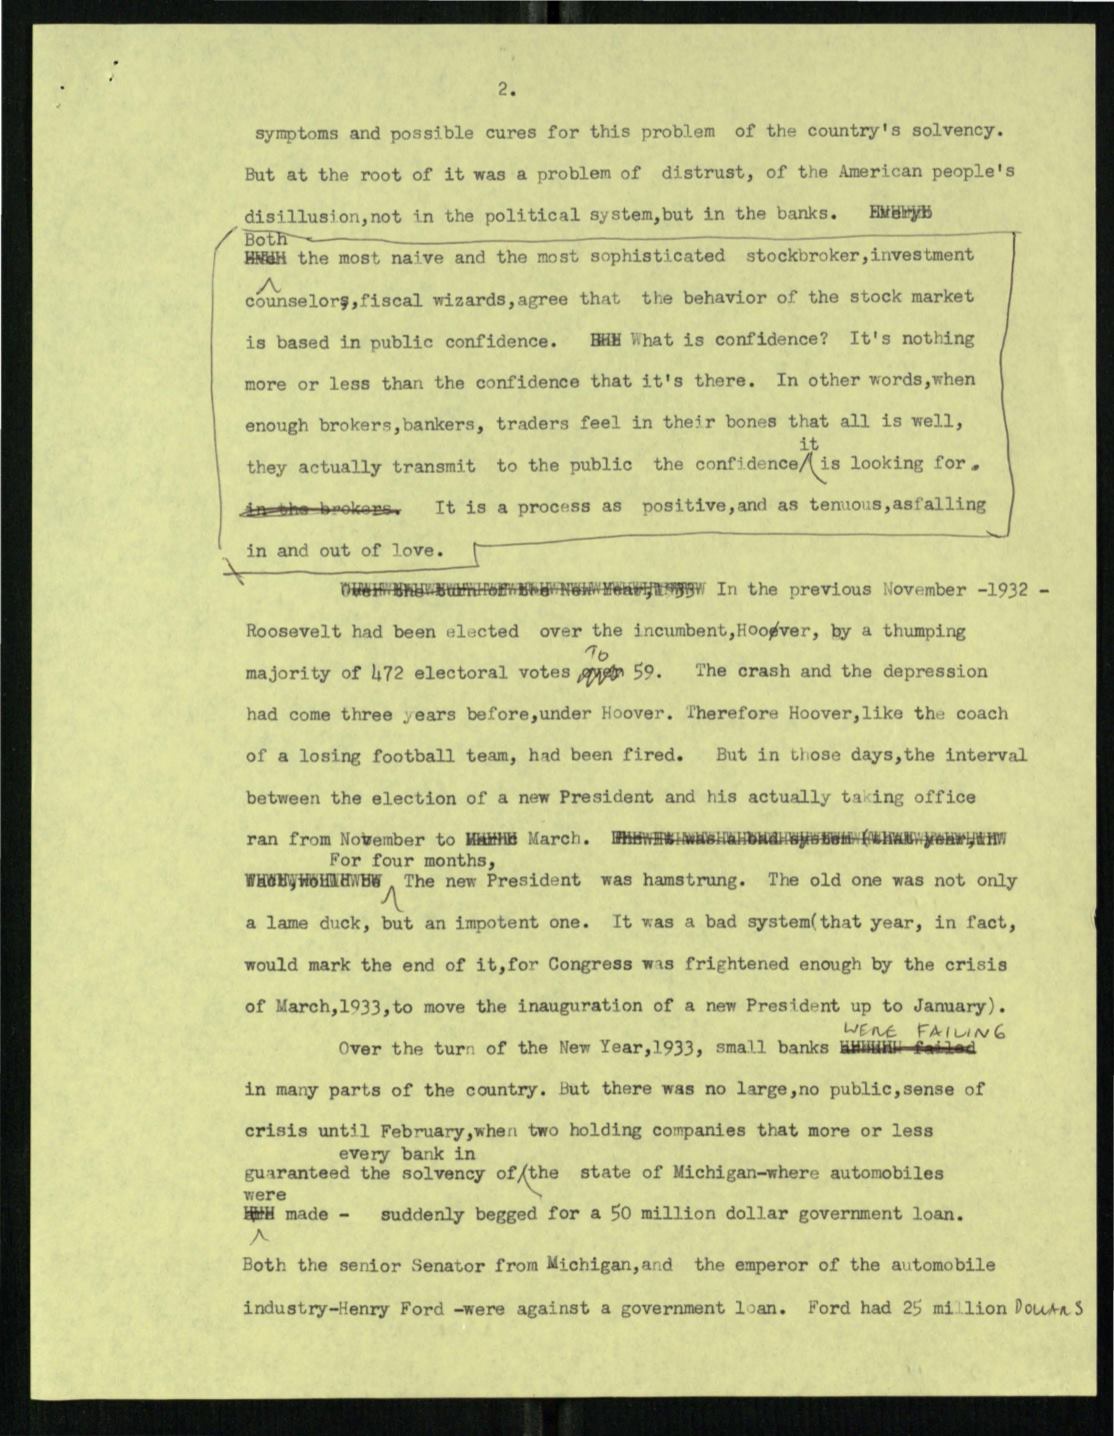 2.
symptoms and possible cures for this problem of the country's solvency.
But at the root of it was a problem of distrust, of the American people's
disillusion,not in the political system,but in the banks. Everyb
Both
the most naive and the most sophisticated stockbroker,investment
counselors,fiscal wizards,agree that the behavior of the stock market
is based in public confidence. What is confidence? It's nothing
more or less than the confidence that it's there. In other words,when
enough brokers,bankers, traders feel in their bones that all is well,
it
they actually transmit to the public the confidence is looking for.
in the brokers. It is a process as positive,and as tenuous,asfalling
in and out of love.
Over the turn of the New Year,1933 In the previous November -1932 -
Roosevelt had been elected over the incumbent,Hoover, by a thumping
To
majority of 472 electoral votes over 59. The crash and the depression
had come three years before,under Hoover. Therefore Hoover,like the coach
of a losing football team, had been fired. But in those days,the interval
between the election of a new President and his actually taking office
ran from November to March. It was a bad system (that year,
For four months,
The new President was hamstrung. The old one was not only
a lame duck, but an impotent one. It was a bad system(that year, in fact,
would mark the end of it,for Congress was frightened enough by the crisis
of March,1933,to move the inauguration of a new President up to January).
WERE FAILING
Over the turn of the New Year,1933, small banks failed
in many parts of the country. But there was no large,no public,sense of
crisis until February,when two holding companies that more or less
every bank in
guaranteed the solvency of the state of Michigan-where automobiles
were
made - suddenly begged for a 50 million dollar government loan.
Both the senior Senator from Michigan,and the emperor of the automobile
industry-Henry Ford -were against a government loan. Ford had 25 million DOLLARS